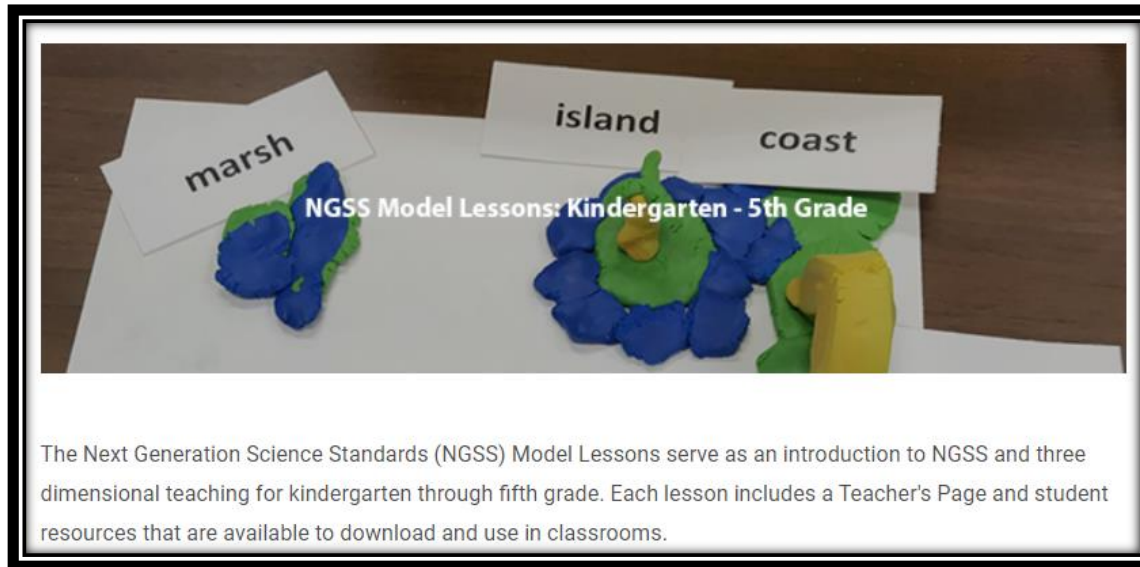 marsh
island
coast
NGSS Model Lessons: Kindergarten - 5th Grade
The Next Generation Science Standards (NGSS) Model Lessons serve as an introduction to NGSS and three
dimensional teaching for kindergarten through fifth grade. Each lesson includes a Teacher's Page and student
resources that are available to download and use in classrooms.